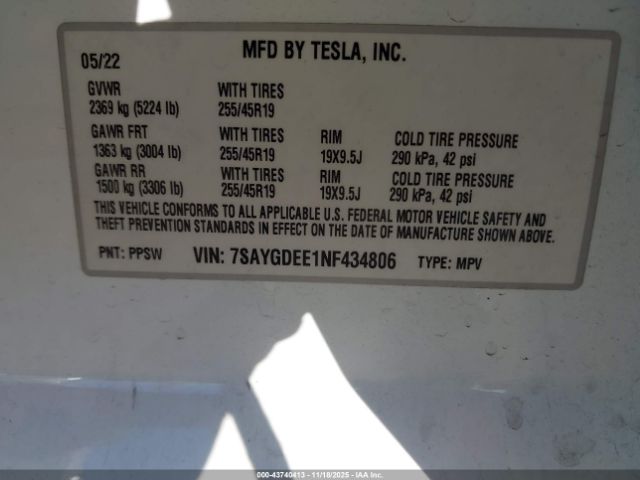 05/22 MFD BY TESLA, INC.
GVWR WITH TIRES
2369 kg (5224 lb) 255/45R19
GAWR FRT WITH TIRES RIM COLD TIRE PRESSURE
1363 kg (3004 lb) 255/45R19 19X9.5J 290 kPa, 42 psi
GAWR RR WITH TIRES RIM COLD TIRE PRESSURE
1500 kg (3306 lb) 255/45R19 19X9.5J 290 kPa, 42 psi
THIS VEHICLE CONFORMS TO ALL APPLICABLE U.S. FEDERAL MOTOR VEHICLE SAFETY AND
THEFT PREVENTION STANDARDS IN EFFECT ON THE DATE OF MANUFACTURE SHOWN ABOVE.
PNT: PPSW VIN: 7SAYGDEE1NF434806 TYPE: MPV
000-43740413 - 11/18/2025 - IAAI.COM